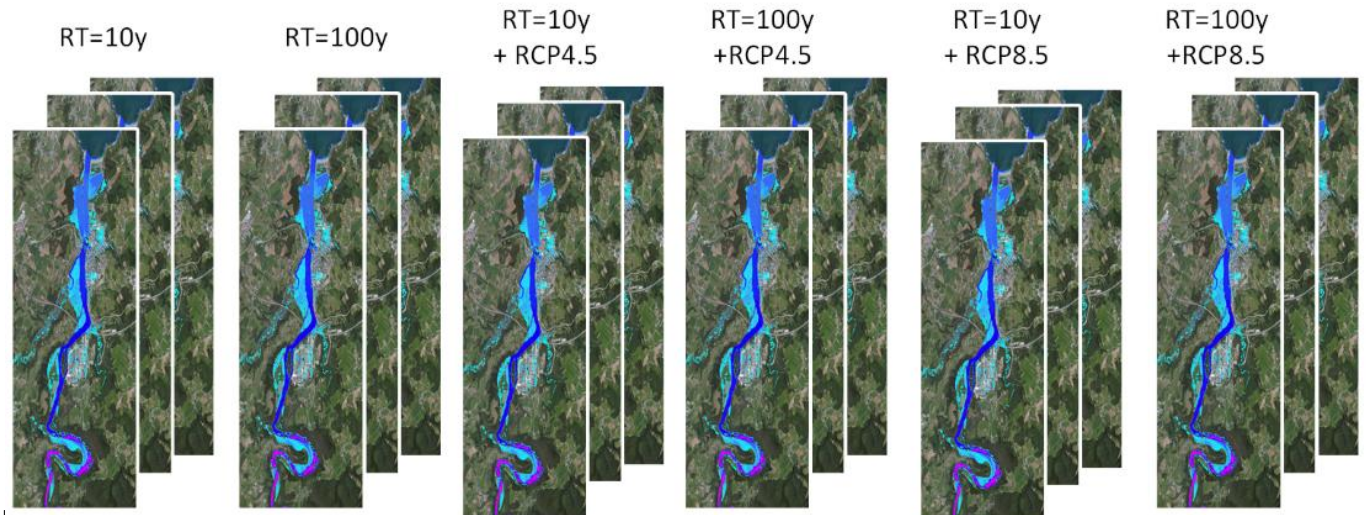 RT=10y
RT=100y
RT=10y
+ RCP4.5
RT=100y
+RCP4.5
RT=10y
+ RCP8.5
RT=100y
+RCP8.5